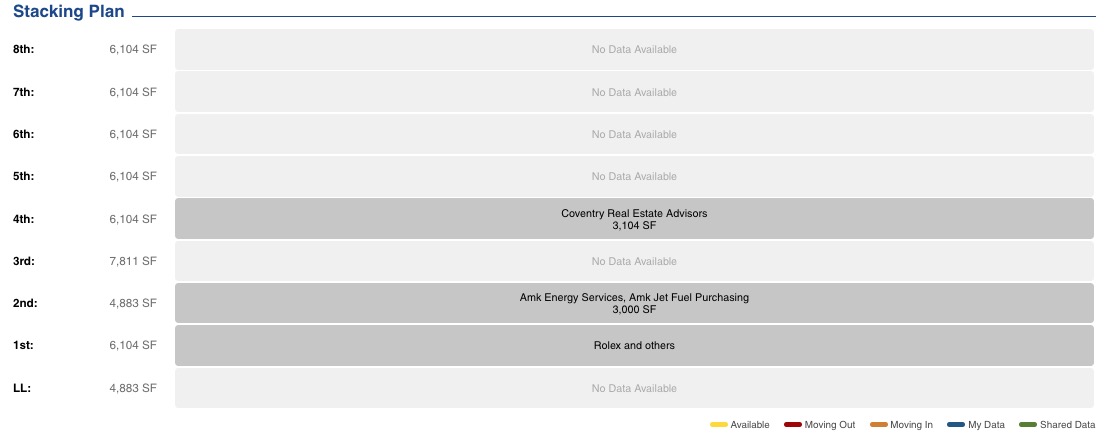 Stacking Plan
8th: 6,104 SF No Data Available
7th: 6,104 SF No Data Available
6th: 6,104 SF No Data Available
5th: 6,104 SF No Data Available
4th: 6,104 SF Coventry Real Estate Advisors
3,104 SF
3rd: 7,811 SF No Data Available
2nd: 4,883 SF Amk Energy Services, Amk Jet Fuel Purchasing
3,000 SF
1st: 6,104 SF Rolex and others
LL: 4,883 SF No Data Available
Available Moving Out Moving In My Data Shared Data